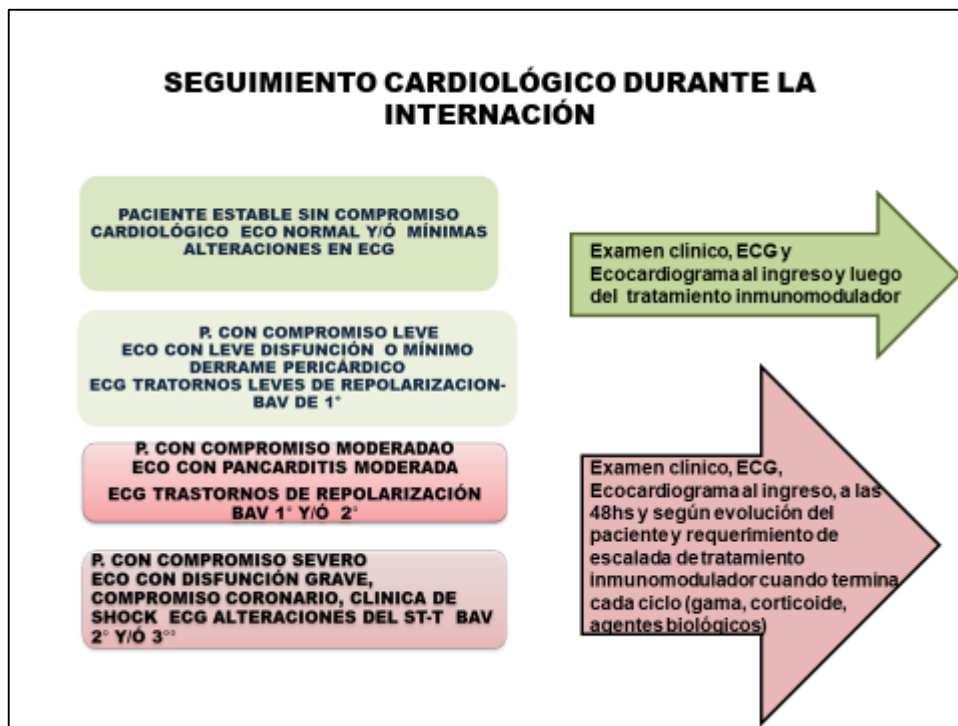 SEGUIMIENTO CARDIOLÓGICO DURANTE LA
INTERNACIÓN
PACIENTE ESTABLE SIN COMPROMISO
CARDIOLÓGICO ECO NORMAL Y/Ó MÍNIMAS
ALTERACIONES EN ECG
Examen clínico, ECG y
Ecocardiograma al ingreso y luego
del tratamiento inmunomodulador
P. CON COMPROMISO LEVE
ECO CON LEVE DISFUNCIÓN O MÍNIMO
DERRAME PERICÁRDICO
ECG TRATORNOS LEVES DE REPOLARIZACION-
BAV DE 1°
P. CON COMPROMISO MODERADAO
ECO CON PANCARDITIS MODERADA
ECG TRASTORNOS DE REPOLARIZACIÓN
BAV 1° Y/Ó 2°
P. CON COMPROMISO SEVERO
ECO CON DISFUNCIÓN GRAVE,
COMPROMISO CORONARIO, CLINICA DE
SHOCK ECG ALTERACIONES DEL ST-T BAV
2° Y/Ó 3°°
Examen clínico, ECG,
Ecocardiograma al ingreso, a las
48hs y según evolución del
paciente y requerimiento de
escalada de tratamiento
inmunomodulador cuando termina
cada ciclo (gama, corticoide,
agentes biológicos)